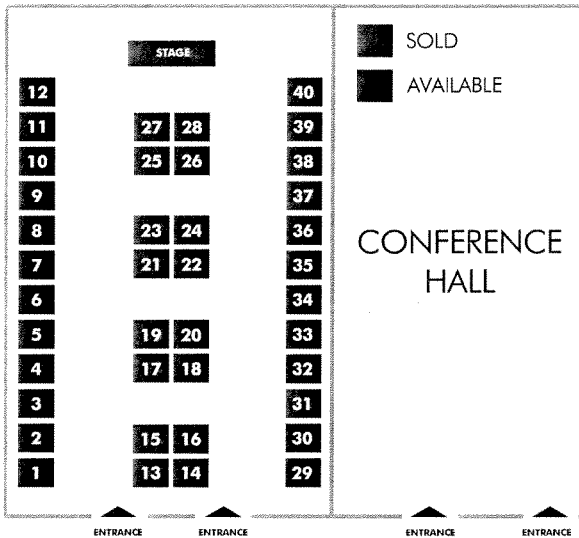 STAGE
SOLD
AVAILABLE
12 40
11 27 28 39
10 25 26 38
9 37
8 23 24 36
7 21 22 35
6 34
5 19 20 33
4 17 18 32
3 31
2 15 16 30
1 13 14 29
CONFERENCE
HALL
ENTRANCE ENTRANCE ENTRANCE ENTRANCE